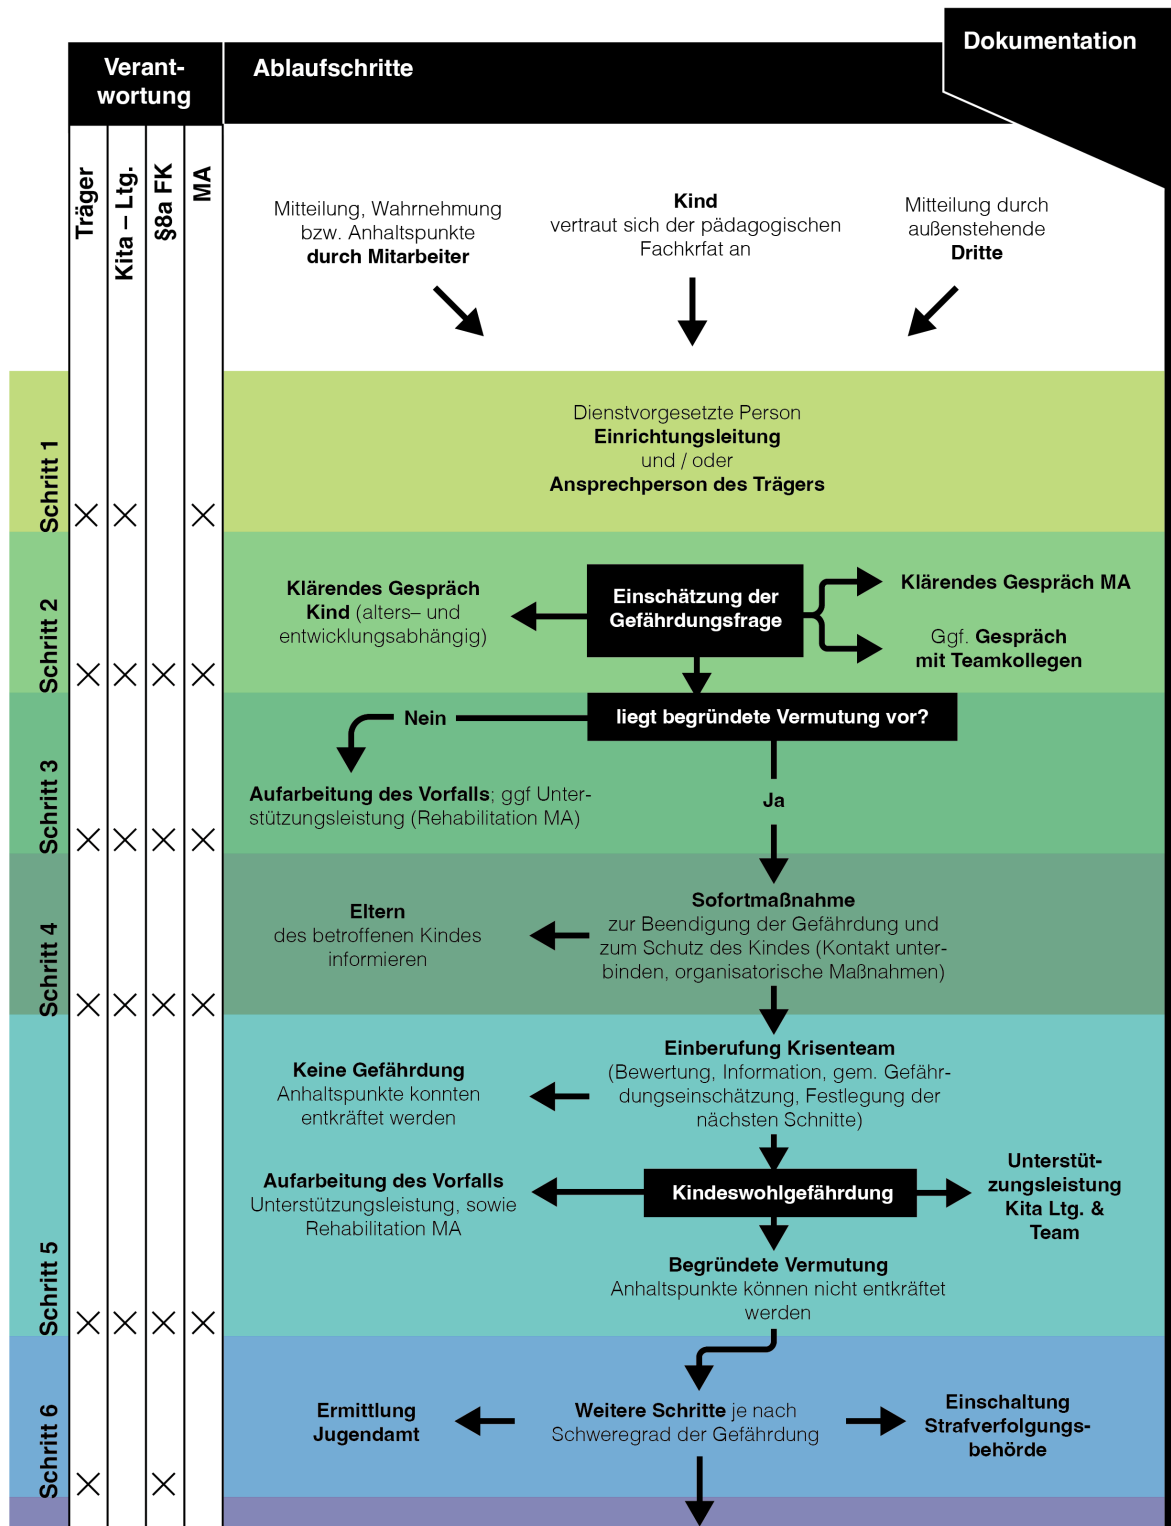 Dokumentation
Verant-
wortung
Ablaufschritte
Träger
Kita – Ltg.
§8a FK
MA
Mitteilung, Wahrnehmung
bzw. Anhaltspunkte
durch Mitarbeiter
Kind
vertraut sich der pädagogischen
Fachkrfat an
Mitteilung durch
außenstehende
Dritte
Schritt 1
Dienstvorgesetzte Person
Einrichtungsleitung
und / oder
Ansprechperson des Trägers
Schritt 2
Klärendes Gespräch
Kind (alters– und
entwicklungsabhängig)
Einschätzung der
Gefährdungsfrage
Klärendes Gespräch MA
Ggf. Gespräch
mit Teamkollegen
Schritt 3
liegt begründete Vermutung vor?
Nein
Aufarbeitung des Vorfalls; ggf Unter-
stützungsleistung (Rehabilitation MA)
Ja
Schritt 4
Eltern
des betroffenen Kindes
informieren
Sofortmaßnahme
zur Beendigung der Gefährdung und
zum Schutz des Kindes (Kontakt unter-
binden, organisatorische Maßnahmen)
Schritt 5
Einberufung Krisenteam
(Bewertung, Information, gem. Gefähr-
dungseinschätzung, Festlegung der
nächsten Schnitte)
Keine Gefährdung
Anhaltspunkte konnten
entkräftet werden
Aufarbeitung des Vorfalls
Unterstützungsleistung, sowie
Rehabilitation MA
Kindeswohlgefährdung
Unterstüt-
zungsleistung
Kita Ltg. &
Team
Begründete Vermutung
Anhaltspunkte können nicht entkräftet
werden
Schritt 6
Ermittlung
Jugendamt
Weitere Schritte je nach
Schweregrad der Gefährdung
Einschaltung
Strafverfolgungs-
behörde